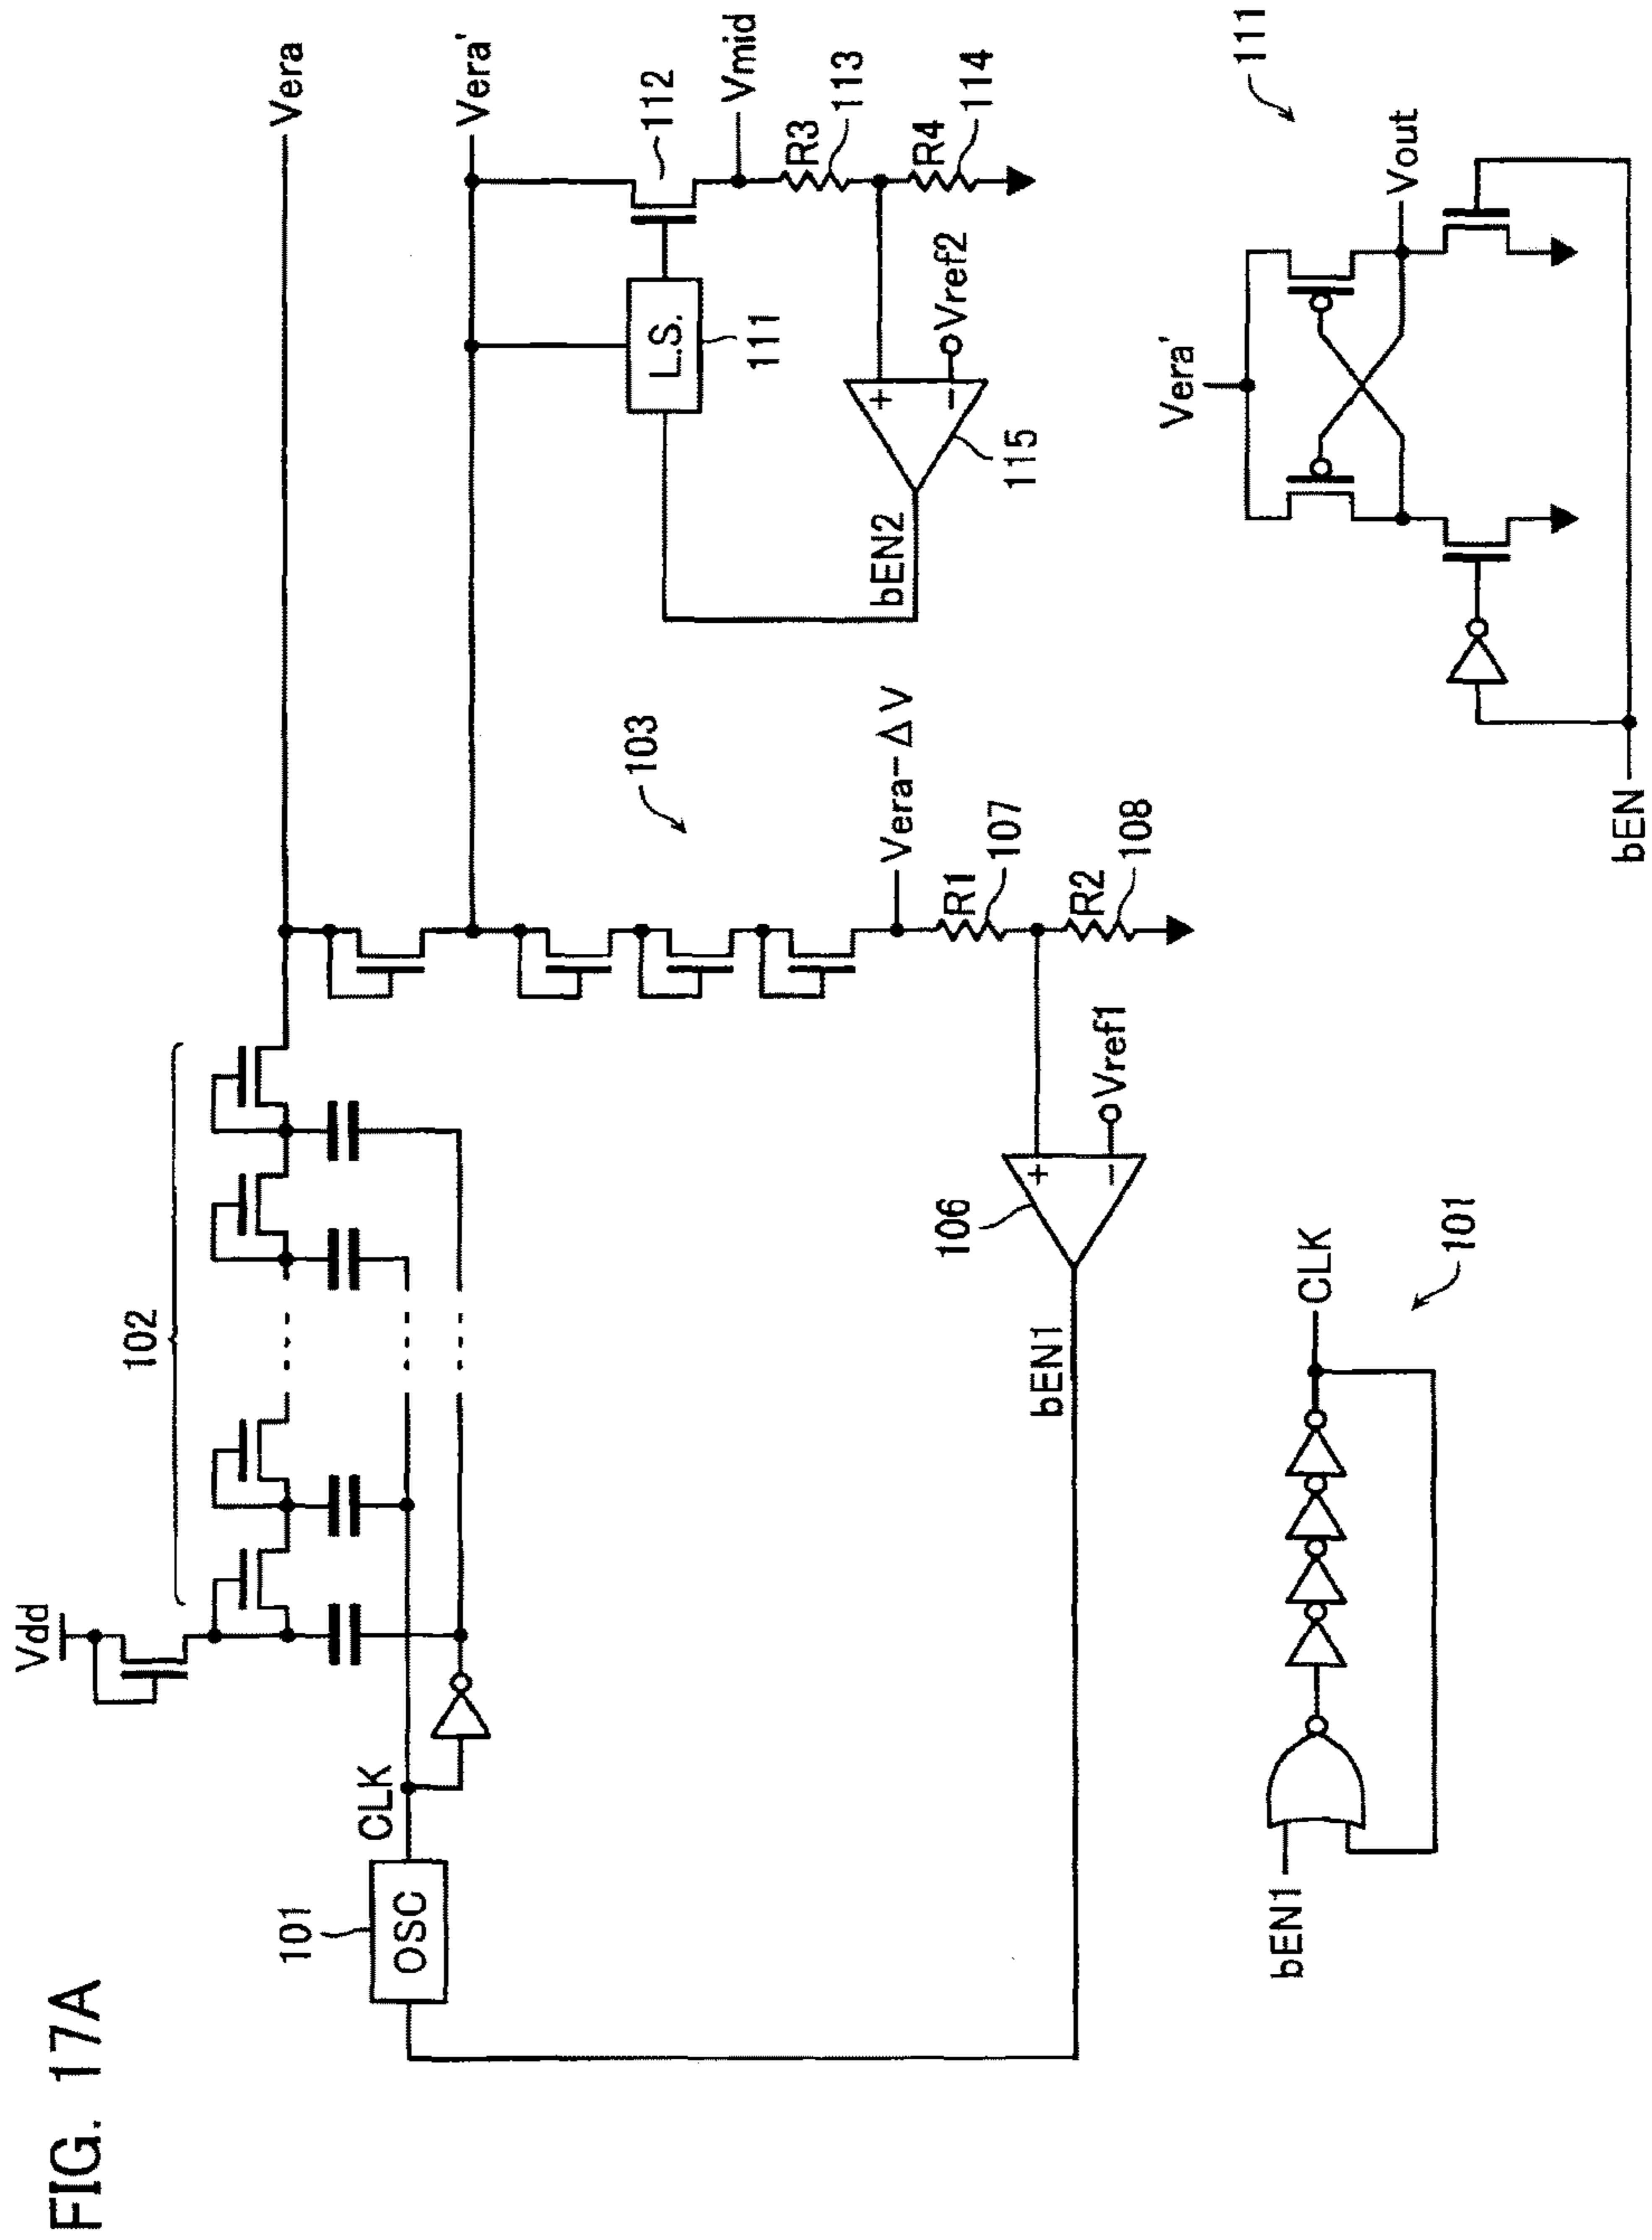 FIG. 17A
Vdd
102
Vera
Vera'
101
OSC
CLK
103
L.S.
111
112
Vmid
R3
113
R4
114
+
−
Vref2
115
bEN2
Vera−ΔV
R1
107
R2
108
+
−
Vref1
106
bEN1
bEN1
CLK
101
Vera'
Vout
111
bEN